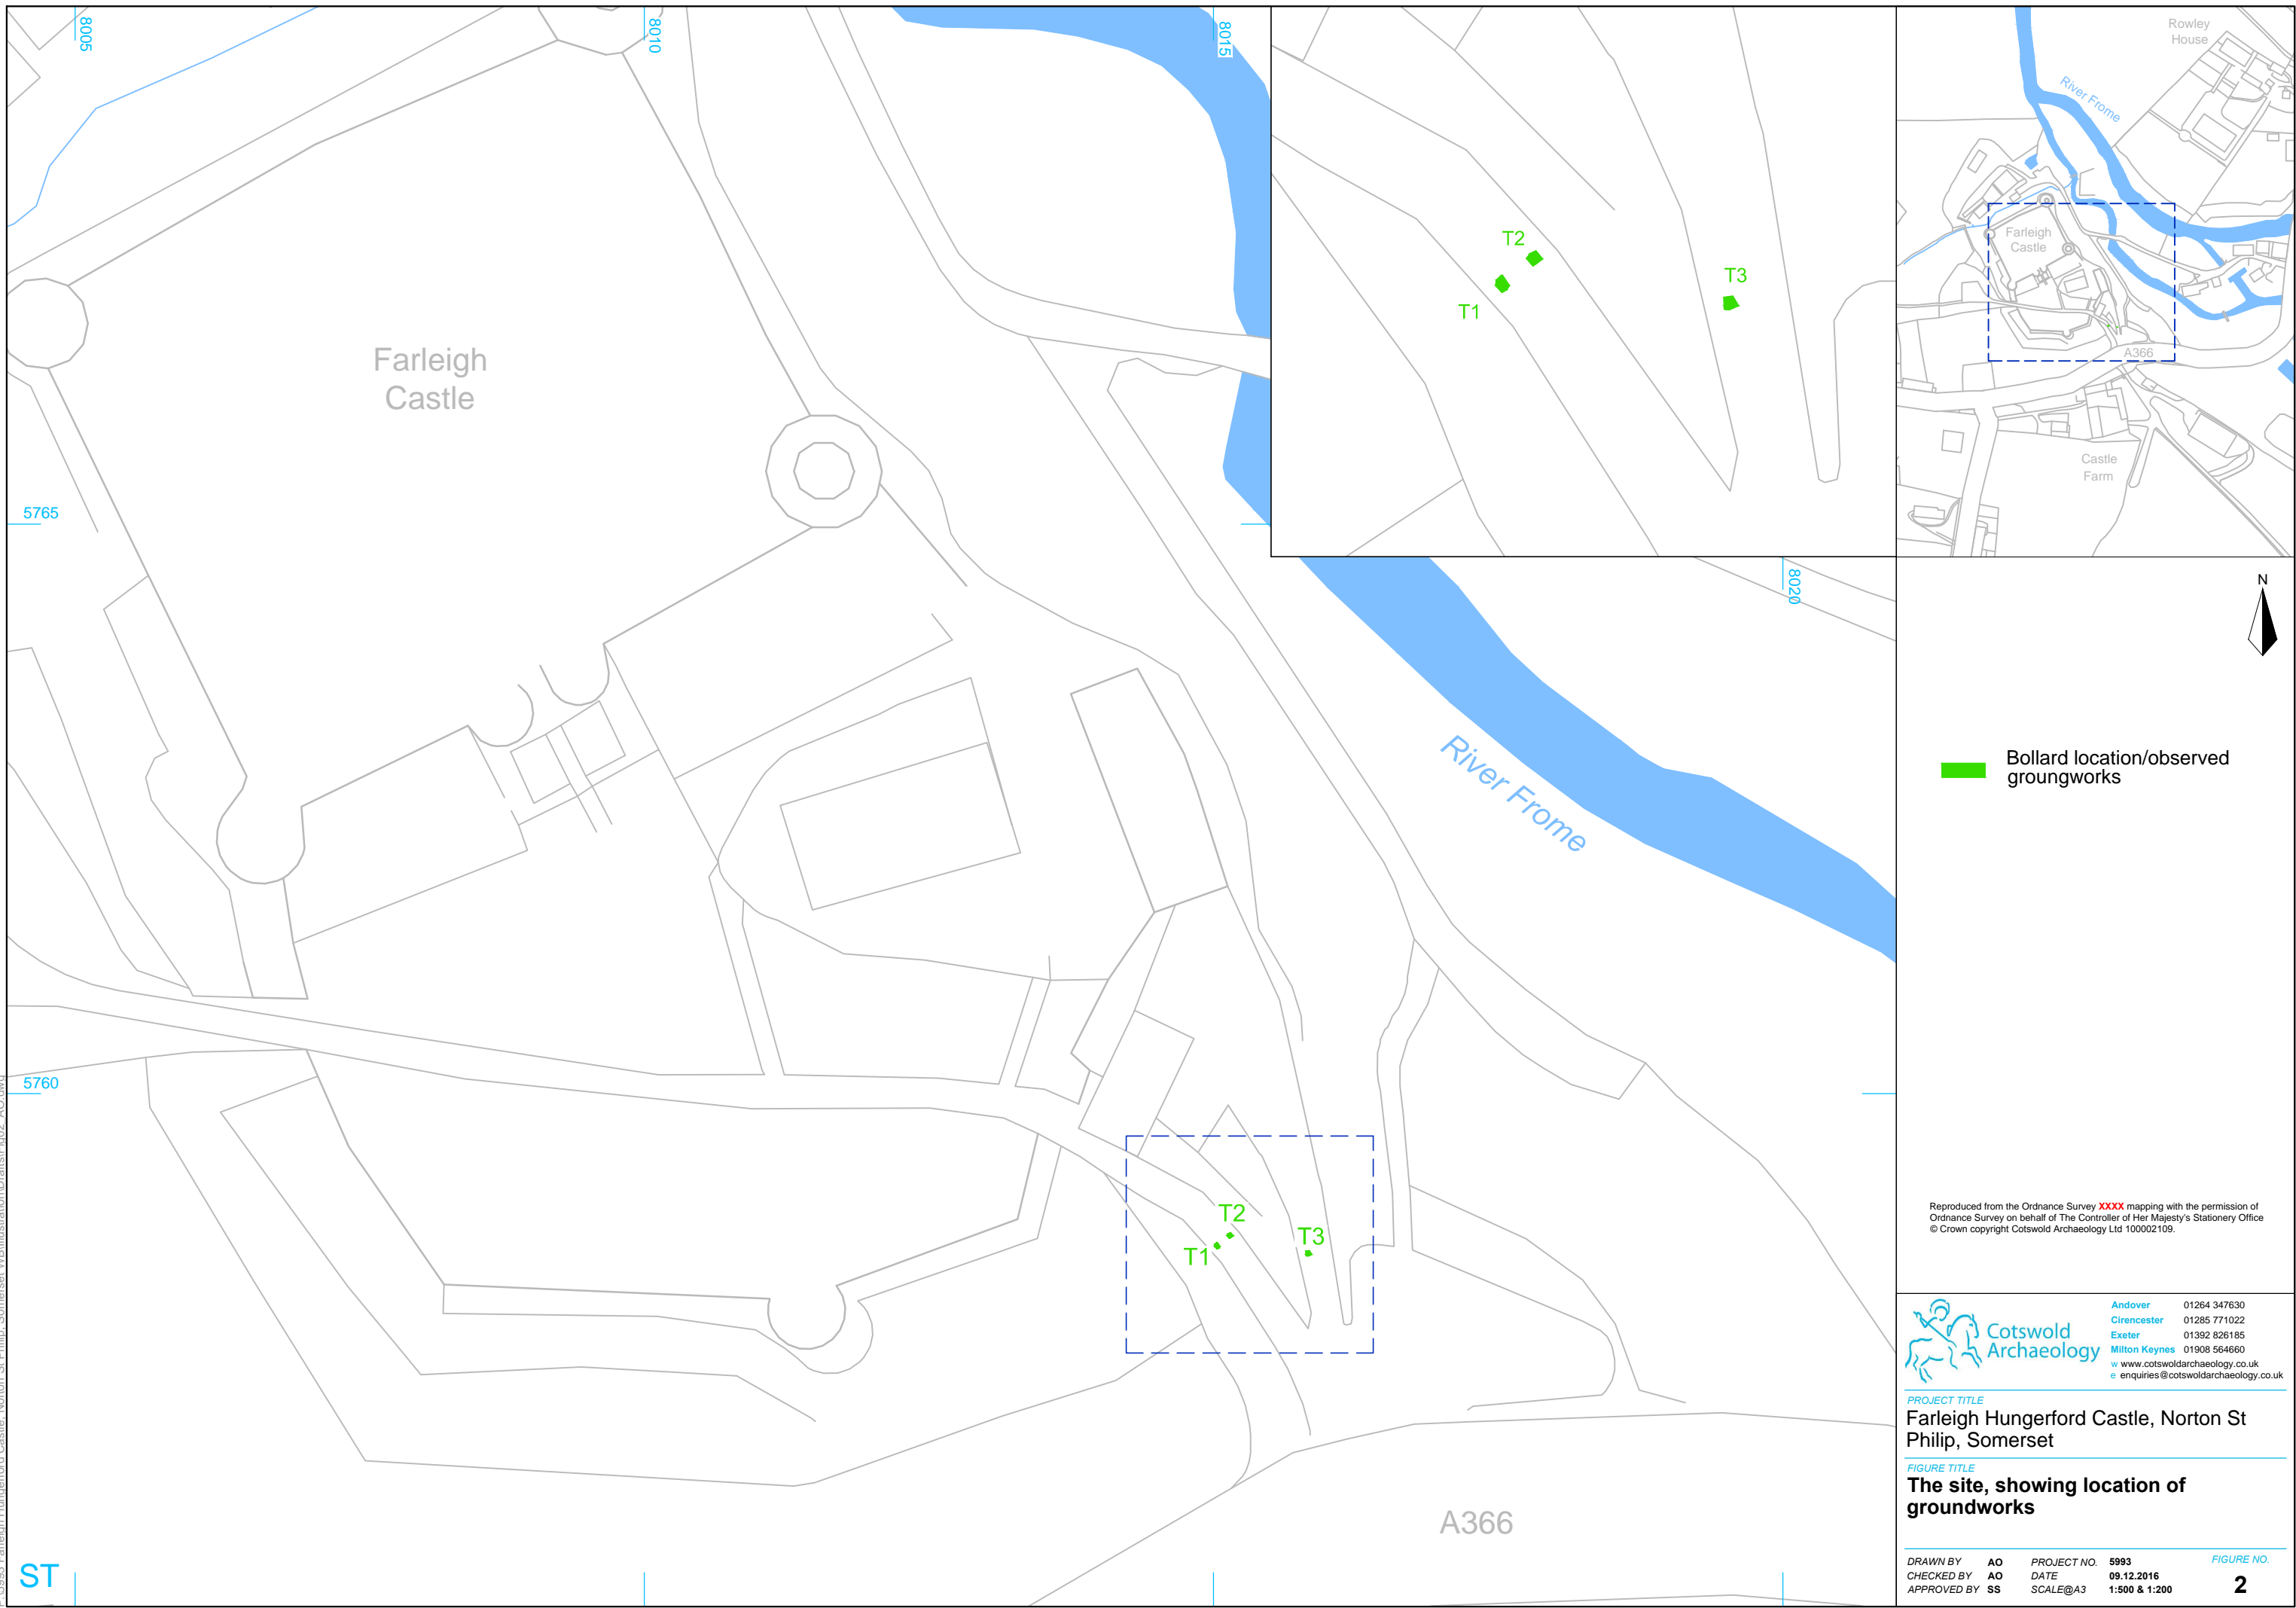 8005
8010
8015
Farleigh
Castle
5765
T2
T1
T3
Rowley
House
River Frome
Farleigh
Castle
A366
Castle
Farm
8020
N
Bollard location/observed
groungworks
River Frome
5760
T2
T1
T3
A366
ST
Reproduced from the Ordnance Survey XXXX mapping with the permission of
Ordnance Survey on behalf of The Controller of Her Majesty's Stationery Office
© Crown copyright Cotswold Archaeology Ltd 100002109.
Cotswold
Archaeology
Andover 01264 347630
Cirencester 01285 771022
Exeter 01392 826185
Milton Keynes 01908 564660
w www.cotswoldarchaeology.co.uk
e enquiries@cotswoldarchaeology.co.uk
PROJECT TITLE
Farleigh Hungerford Castle, Norton St
Philip, Somerset
FIGURE TITLE
The site, showing location of
groundworks
DRAWN BY AO PROJECT NO. 5993 FIGURE NO.
CHECKED BY AO DATE 09.12.2016
APPROVED BY SS SCALE@A3 1:500 & 1:200 2